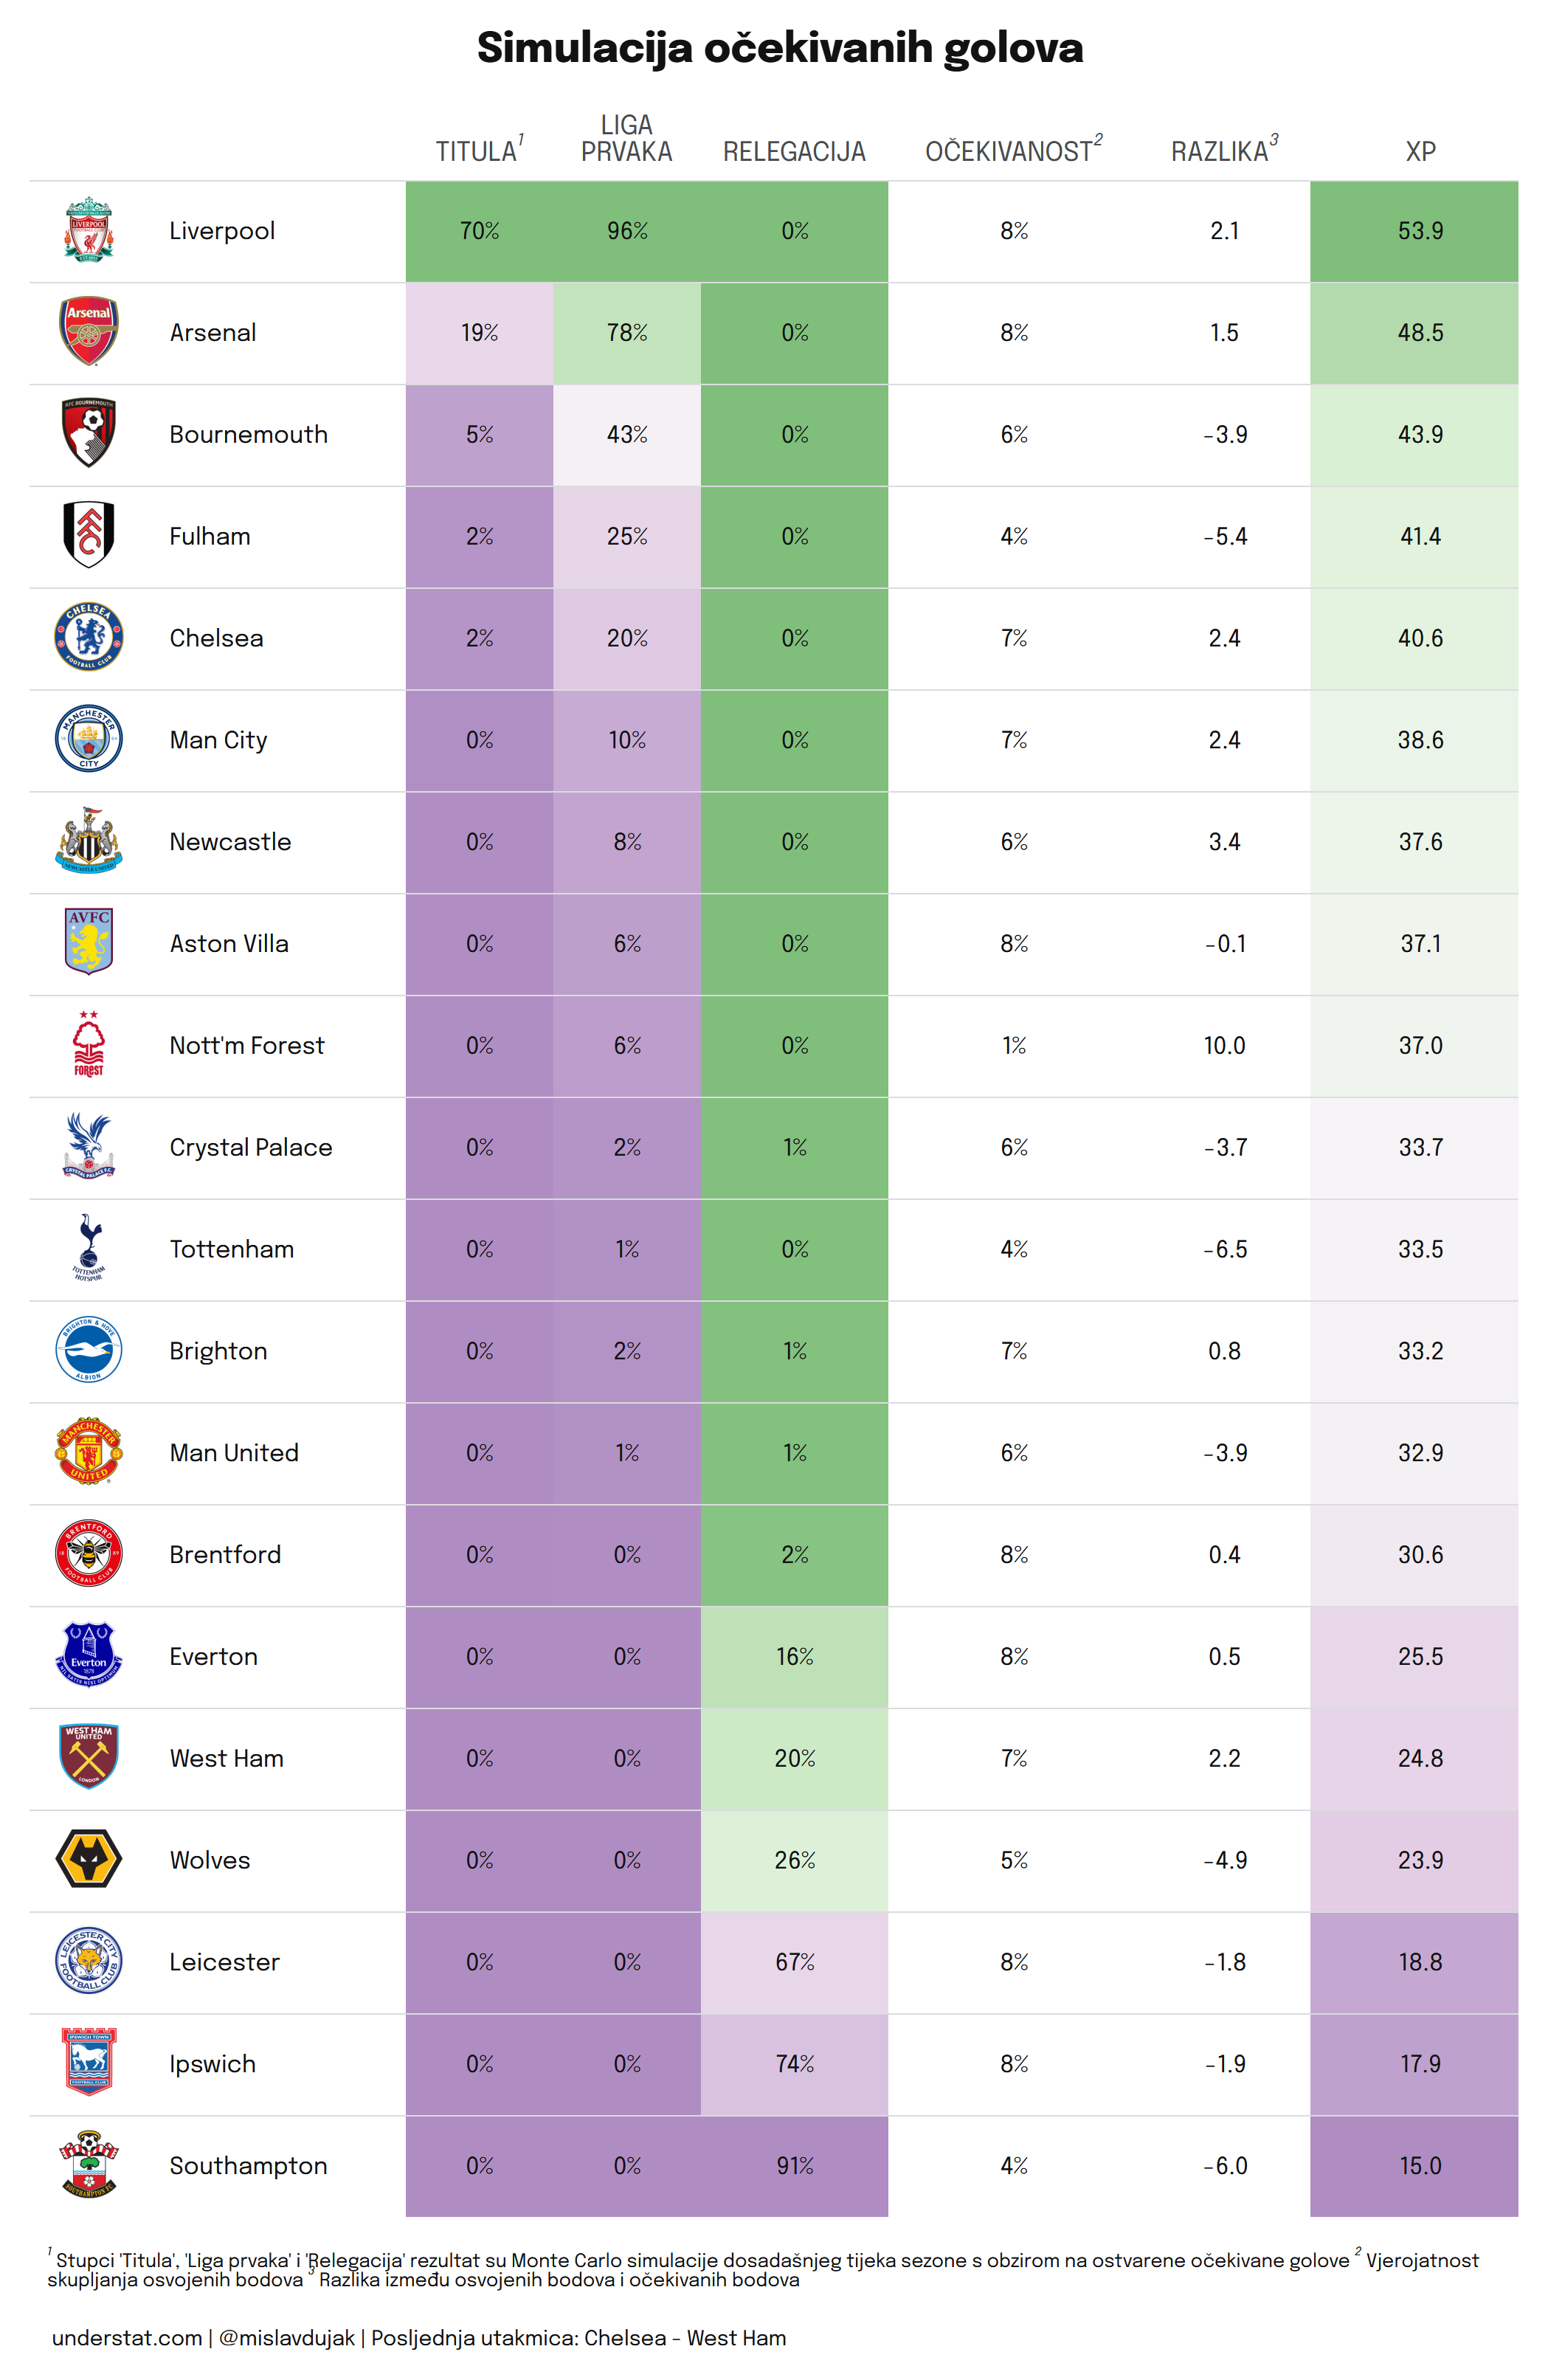 Simulacija očekivanih golova
TITULA¹ LIGA PRVAKA RELEGACIJA OČEKIVANOST² RAZLIKA³ XP
Liverpool 70% 96% 0% 8% 2.1 53.9
Arsenal 19% 78% 0% 8% 1.5 48.5
Bournemouth 5% 43% 0% 6% -3.9 43.9
Fulham 2% 25% 0% 4% -5.4 41.4
Chelsea 2% 20% 0% 7% 2.4 40.6
Man City 0% 10% 0% 7% 2.4 38.6
Newcastle 0% 8% 0% 6% 3.4 37.6
Aston Villa 0% 6% 0% 8% -0.1 37.1
Nott'm Forest 0% 6% 0% 1% 10.0 37.0
Crystal Palace 0% 2% 1% 6% -3.7 33.7
Tottenham 0% 1% 0% 4% -6.5 33.5
Brighton 0% 2% 1% 7% 0.8 33.2
Man United 0% 1% 1% 6% -3.9 32.9
Brentford 0% 0% 2% 8% 0.4 30.6
Everton 0% 0% 16% 8% 0.5 25.5
West Ham 0% 0% 20% 7% 2.2 24.8
Wolves 0% 0% 26% 5% -4.9 23.9
Leicester 0% 0% 67% 8% -1.8 18.8
Ipswich 0% 0% 74% 8% -1.9 17.9
Southampton 0% 0% 91% 4% -6.0 15.0
¹ Stupci 'Titula', 'Liga prvaka' i 'Relegacija' rezultat su Monte Carlo simulacije dosadašnjeg tijeka sezone s obzirom na ostvarene očekivane golove ² Vjerojatnost
skupljanja osvojenih bodova ³ Razlika između osvojenih bodova i očekivanih bodova
understat.com | @mislavdujak | Posljednja utakmica: Chelsea - West Ham